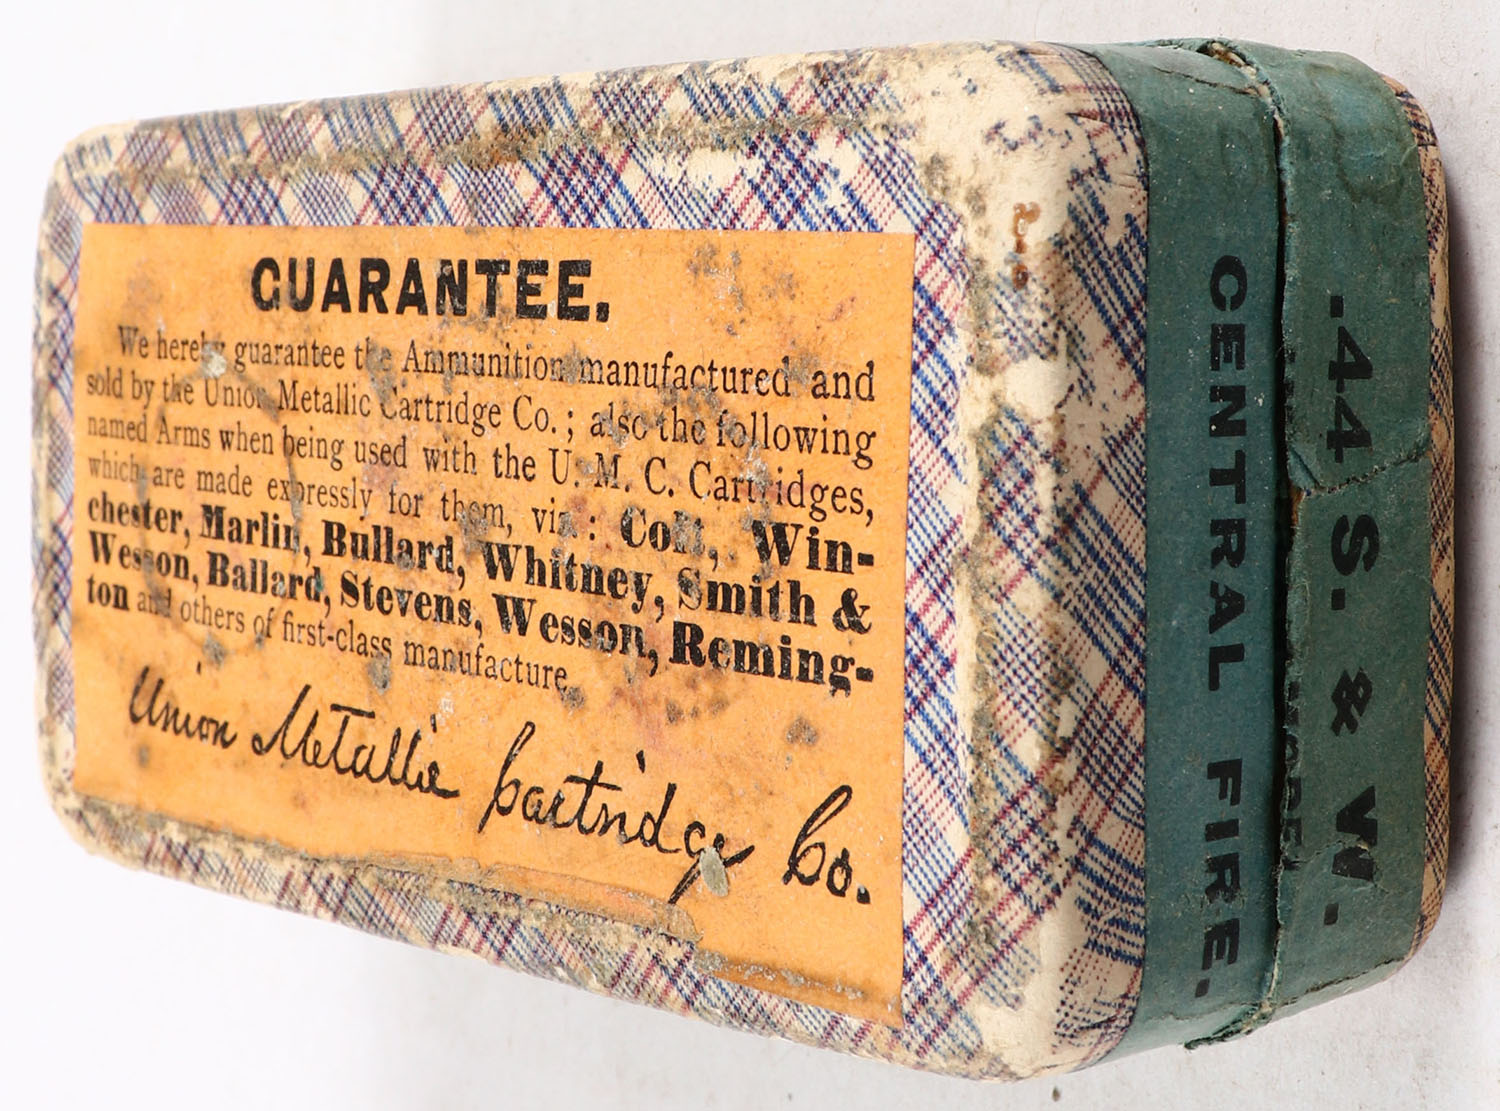 GUARANTEE.
We hereby guarantee the Ammunition manufactured and
sold by the Union Metallic Cartridge Co.; also the following
named Arms when being used with the U. M. C. Cartridges,
which are made expressly for them, viz: Colt, Win-
chester, Marlin, Bullard, Whitney, Smith &
Wesson, Ballard, Stevens, Wesson, Reming-
ton and others of first-class manufacture.
Union Metallic Cartridge Co.
.44 S. & W.
CENTRAL FIRE.
MODEL